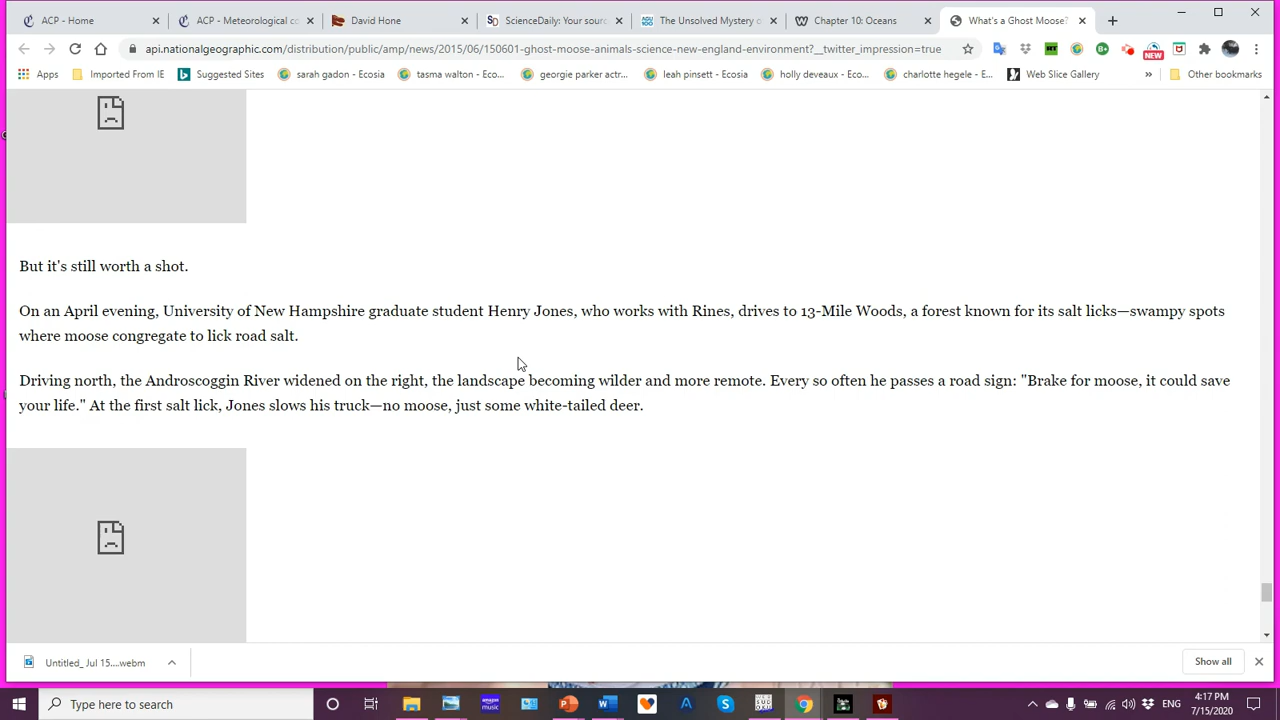 ACP - Home
ACP - Meteorological co
David Hone
ScienceDaily: Your sourc
The Unsolved Mystery o
Chapter 10: Oceans
What's a Ghost Moose?
api.nationalgeographic.com/distribution/public/amp/news/2015/06/150601-ghost-moose-animals-science-new-england-environment?__twitter_impression=true
Apps
Imported From IE
Suggested Sites
sarah gadon - Ecosia
tasma walton - Eco...
georgie parker actr...
leah pinsett - Ecosia
holly deveaux - Eco...
charlotte hegele - E...
Web Slice Gallery
»
Other bookmarks
NEW
But it's still worth a shot.
On an April evening, University of New Hampshire graduate student Henry Jones, who works with Rines, drives to 13-Mile Woods, a forest known for its salt licks—swampy spots
where moose congregate to lick road salt.
Driving north, the Androscoggin River widened on the right, the landscape becoming wilder and more remote. Every so often he passes a road sign: "Brake for moose, it could save
your life." At the first salt lick, Jones slows his truck—no moose, just some white-tailed deer.
Untitled_ Jul 15....webm
Show all
Type here to search
ENG
4:17 PM
7/15/2020